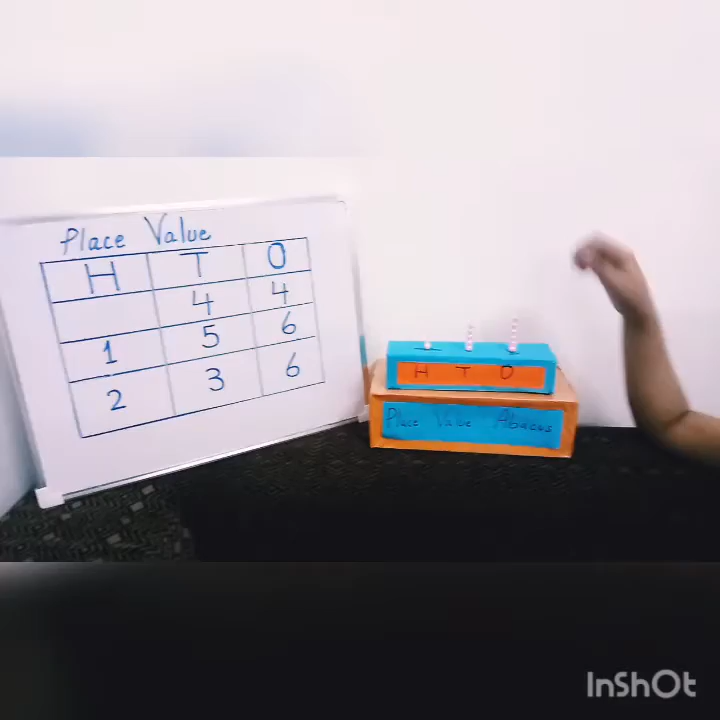 Place Value
H T O
4 4
1 5 6
2 3 6
H T O
Place Value Abacus
InShOt